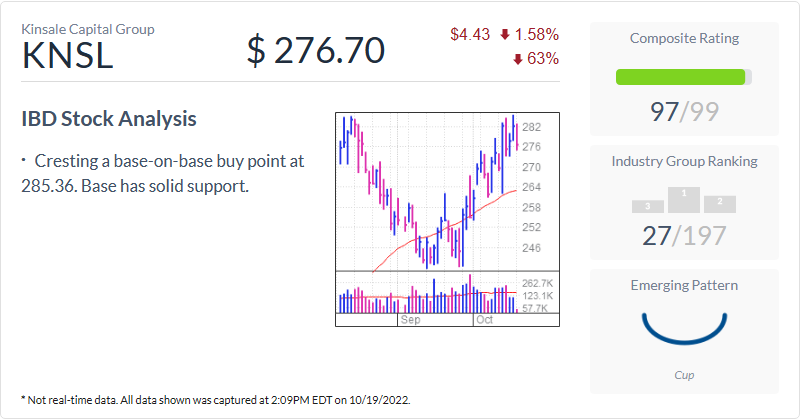 Kinsale Capital Group
KNSL
$ 276.70
$4.43 1.58%
63%
IBD Stock Analysis
· Cresting a base-on-base buy point at
285.36. Base has solid support.
282
276
270
264
258
252
246
262.7K
123.1K
57.7K
Sep Oct
Composite Rating
97/99
Industry Group Ranking
3 1 2
27/197
Emerging Pattern
Cup
* Not real-time data. All data shown was captured at 2:09PM EDT on 10/19/2022.